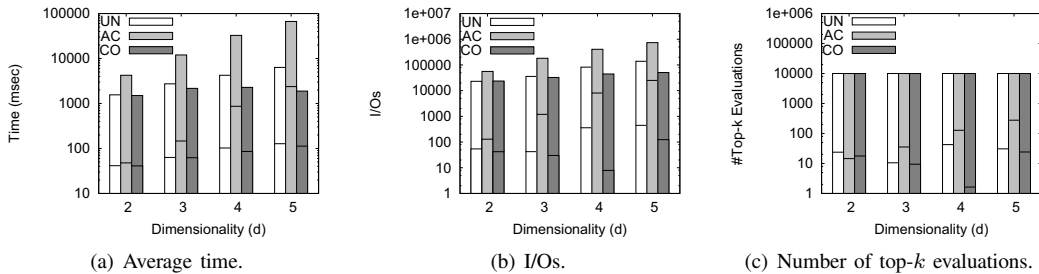 100000
10000
1000
100
10
Time (msec)
UN
AC
CO
2 3 4 5
Dimensionality (d)
(a) Average time.
1e+007
1e+006
100000
10000
1000
100
10
1
I/Os
UN
AC
CO
2 3 4 5
Dimensionality (d)
(b) I/Os.
1e+006
100000
10000
1000
100
10
1
#Top-k Evaluations
UN
AC
CO
2 3 4 5
Dimensionality (d)
(c) Number of top-k evaluations.